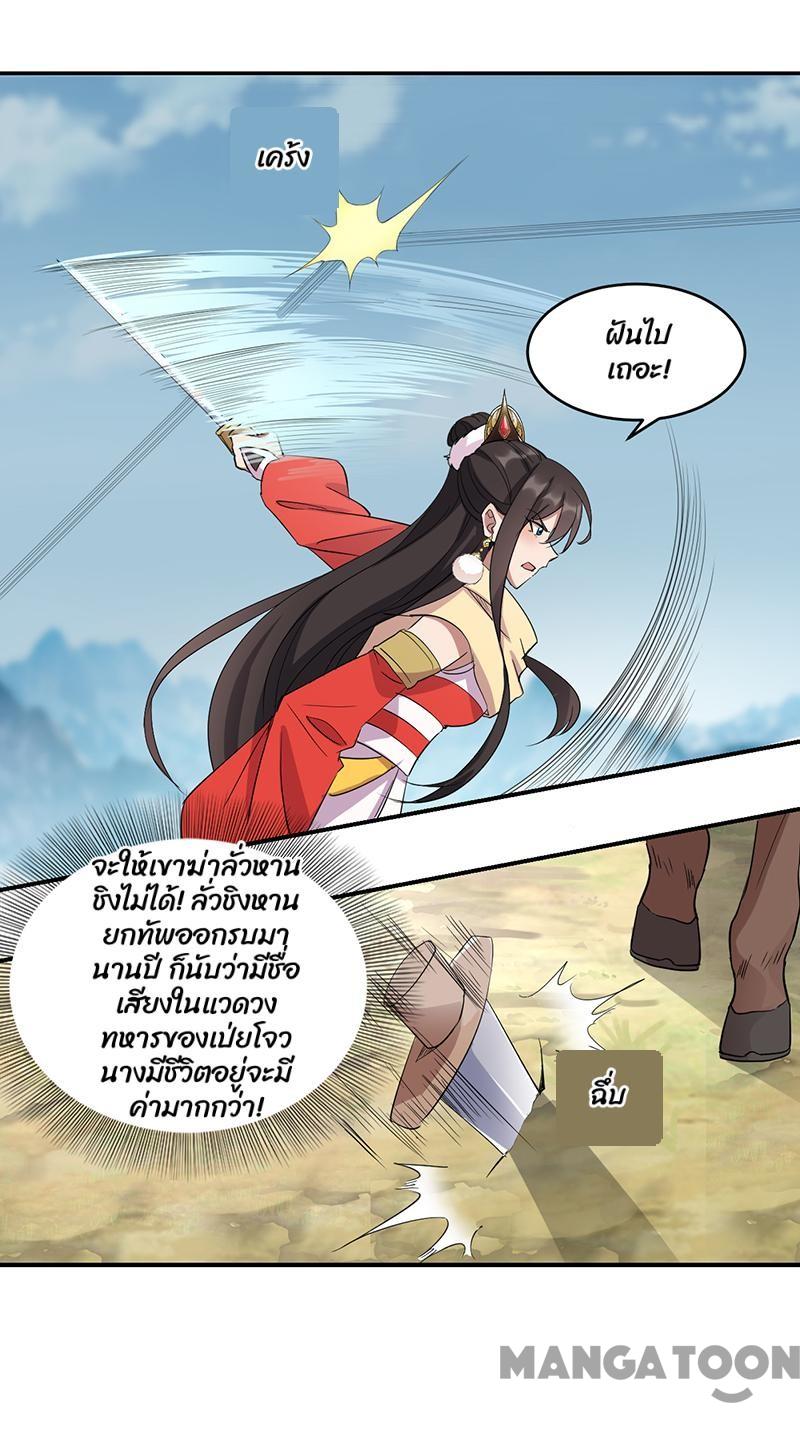 เคร้ง
ฝันไป
เถอะ!
จะให้เขาฆ่าลั่วหาน
ชิงไม่ได้! ลั่วชิงหาน
ยกทัพออกรบมา
นานปี ก็นับว่ามีชื่อ
เสียงในแวดวง
ทหารของเป่ยโจว
นางมีชีวิตอยู่จะมี
ค่ามากกว่า!
ฉึบ
MANGATOON